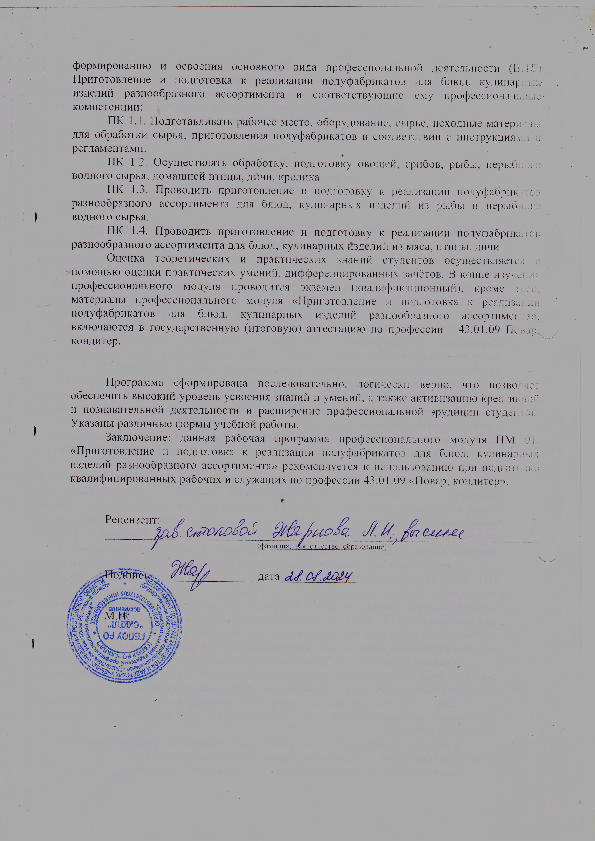 формированию и освоения основного вида профессиональной деятельности
Приготовление и подготовка к реализации полуфабрикатов для блюд, кулинарных
изделий разнообразного ассортимента и соответствующие ему профессиональные
компетенции:
ПК 1.1. Подготавливать рабочее место, оборудование, сырье, исходные материалы
для обработки сырья, приготовления полуфабрикатов в соответствии с инструкциями и
регламентами.
ПК 1.2. Осуществлять обработку, подготовку овощей, грибов, рыбы, нерыбного
водного сырья, домашней птицы, дичи, кролика
ПК 1.3. Проводить приготовление и подготовку к реализации полуфабрикатов
разнообразного ассортимента для блюд, кулинарных изделий из рыбы и нерыбного
водного сырья.
ПК 1.4. Проводить приготовление и подготовку к реализации полуфабрикатов
разнообразного ассортимента для блюд, кулинарных изделий из мяса, птицы, дичи
Оценка теоретических и практических знаний студентов осуществляется с
помощью оценки практических умений, дифференцированных зачётов. В конце изучения
профессионального модуля проводится экзамен (квалификационный), кроме того,
материалы профессионального модуля «Приготовление и подготовка к реализации
полуфабрикатов для блюд, кулинарных изделий разнообразного ассортимента,
включаются в государственную (итоговую) аттестацию по профессии 43.01.09 Повар,
кондитер.
Программа сформирована последовательно, логически верно, что позволяет
обеспечить высокий уровень усвоения знаний и умений, а также активизацию креативной
и познавательной деятельности и расширение профессиональной эрудиции студентов.
Указаны различные формы учебной работы.
Заключение: данная рабочая программа профессионального модуля ПМ 01.
«Приготовление и подготовка к реализации полуфабрикатов для блюд, кулинарных
изделий разнообразного ассортимента» рекомендуется к использованию при подготовке
квалифицированных рабочих и служащих по профессии 43.01.09 «Повар, кондитер».
Рецензент:
зав. столовой Жарнова Л.И., высшее
(фамилия, имя отчество, образование)
Подпись: дата 28.08.2024
М.П.
ГБПОУ РО